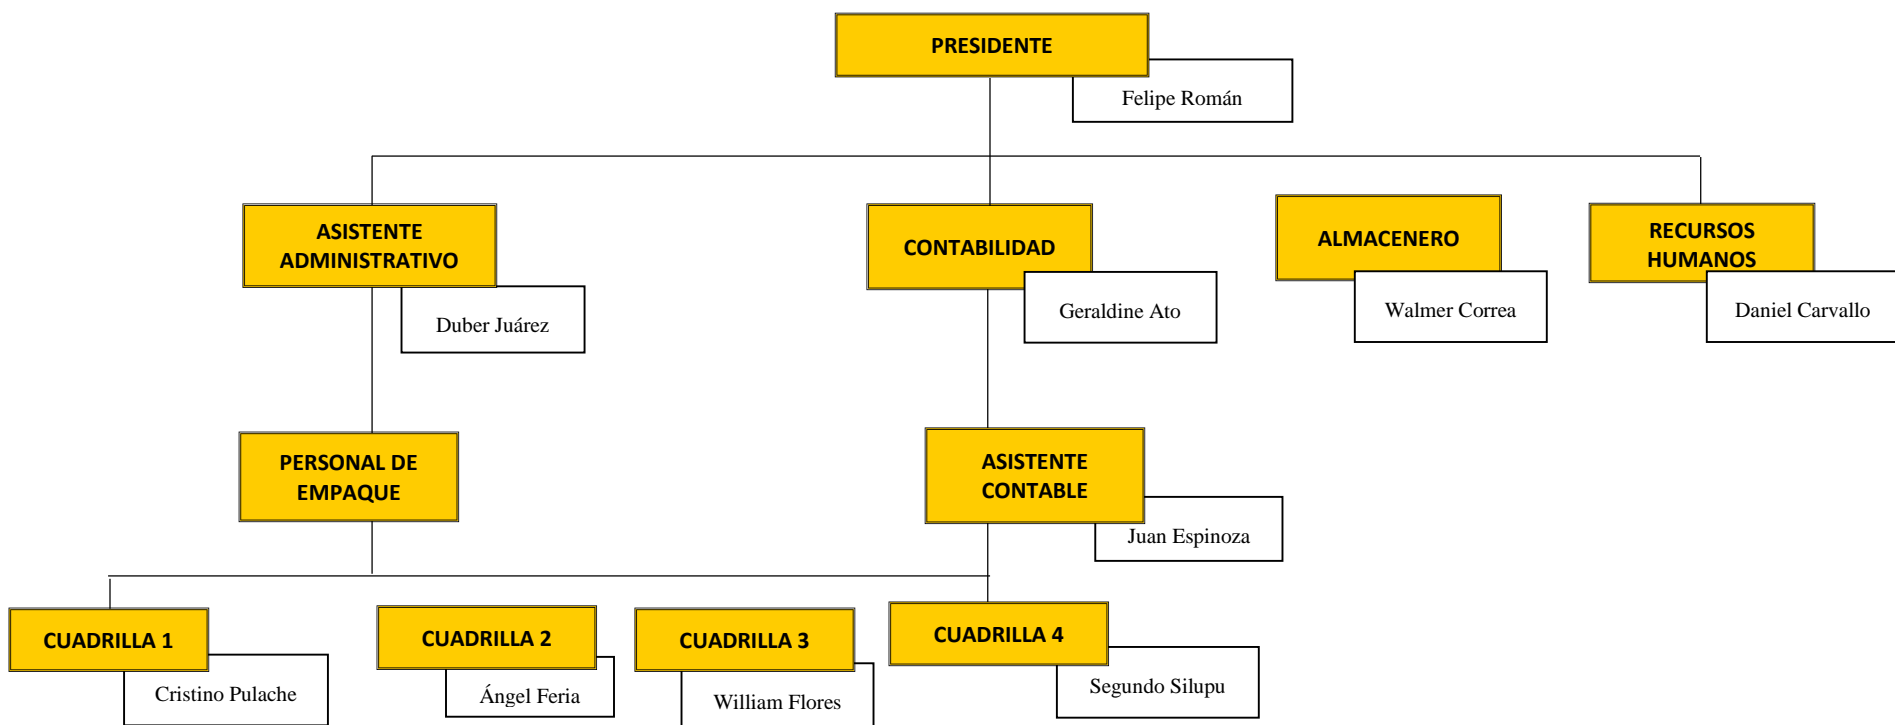 PRESIDENTE
Felipe Román
ASISTENTE
ADMINISTRATIVO
Duber Juárez
CONTABILIDAD
Geraldine Ato
ALMACENERO
Walmer Correa
RECURSOS
HUMANOS
Daniel Carvallo
PERSONAL DE
EMPAQUE
ASISTENTE
CONTABLE
Juan Espinoza
CUADRILLA 1
Cristino Pulache
CUADRILLA 2
Ángel Feria
CUADRILLA 3
William Flores
CUADRILLA 4
Segundo Silupu